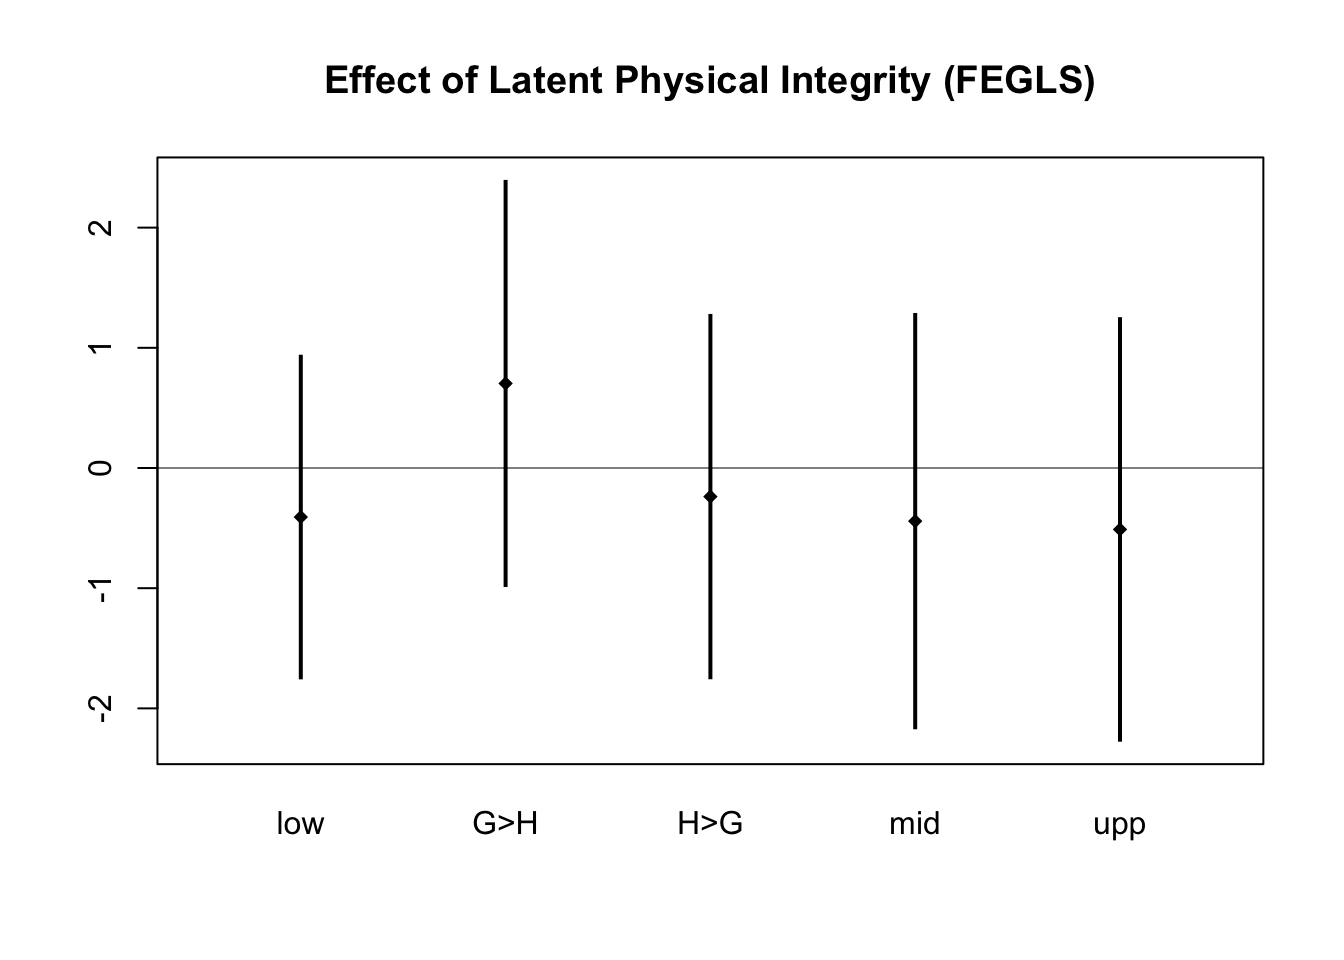 Effect of Latent Physical Integrity (FEGLS)
2
1
0
-1
-2
low G>H H>G mid upp